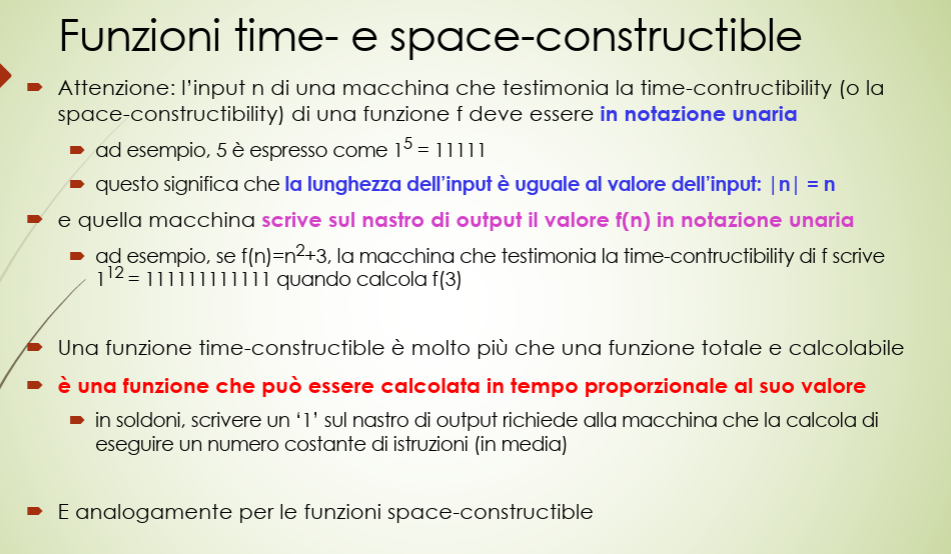 Funzioni time- e space-constructible
Attenzione: l'input n di una macchina che testimonia la time-contructibility (o la
space-constructibility) di una funzione f deve essere in notazione unaria
ad esempio, 5 è espresso come 1⁵ = 11111
questo significa che la lunghezza dell'input è uguale al valore dell'input: |n| = n
e quella macchina scrive sul nastro di output il valore f(n) in notazione unaria
ad esempio, se f(n)=n²+3, la macchina che testimonia la time-contructibility di f scrive
1¹² = 111111111111 quando calcola f(3)
Una funzione time-constructible è molto più che una funzione totale e calcolabile
è una funzione che può essere calcolata in tempo proporzionale al suo valore
in soldoni, scrivere un ‘1’ sul nastro di output richiede alla macchina che la calcola di
eseguire un numero costante di istruzioni (in media)
E analogamente per le funzioni space-constructible